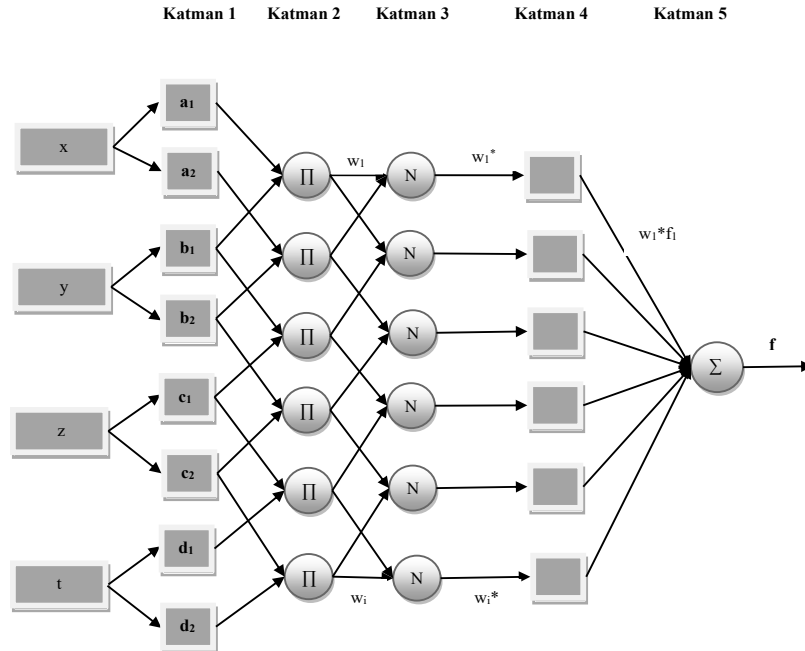 Katman 1 Katman 2 Katman 3 Katman 4 Katman 5
a₁
x
a₂
∏ w₁ N w₁*
b₁
w₁*f₁
∏ N
y
b₂
∏ N
f
∑
c₁
∏ N
z
c₂
∏ N
d₁
t
∏ N
wᵢ wᵢ*
d₂